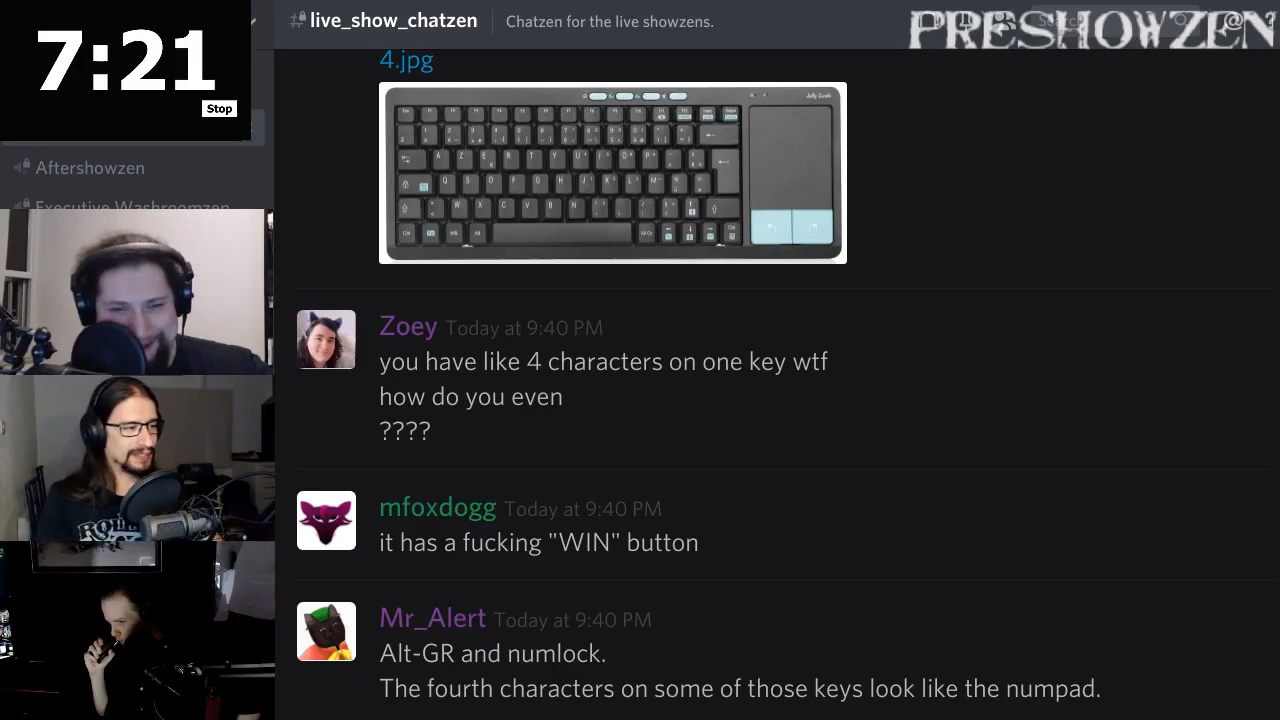 7:21
Stop
live_show_chatzen
Chatzen for the live showzens.
PRESHOWZEN
4.jpg
Aftershowzen
Executive Washroomzen
Zoey Today at 9:40 PM
you have like 4 characters on one key wtf
how do you even
????
mfoxdogg Today at 9:40 PM
it has a fucking "WIN" button
Mr_Alert Today at 9:40 PM
Alt-GR and numlock.
The fourth characters on some of those keys look like the numpad.